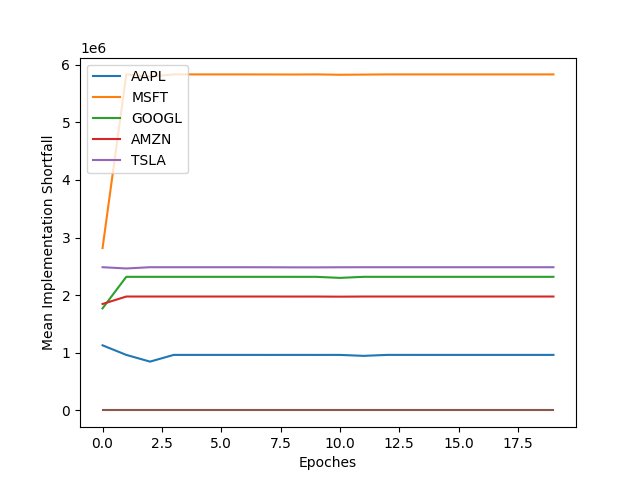 1e6
AAPL
MSFT
GOOGL
AMZN
TSLA
6
5
4
3
2
1
0
Mean Implementation Shortfall
0.0 2.5 5.0 7.5 10.0 12.5 15.0 17.5
Epoches